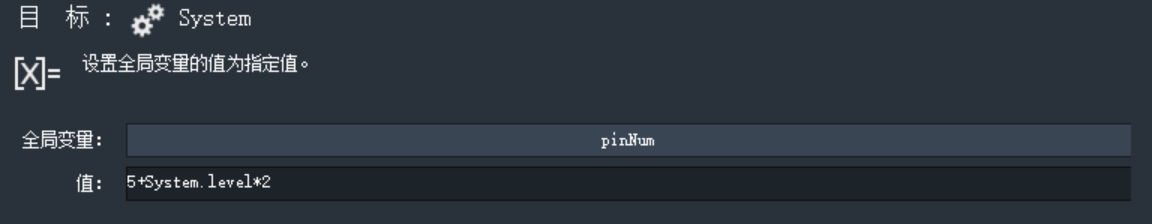 目 标：System
[X]= 设置全局变量的值为指定值。
全局变量：pinNum
值：5+System.level*2